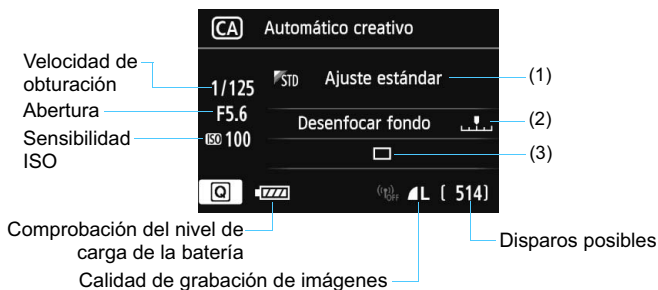 CA Automático creativo
Velocidad de
obturación
1/125
STD Ajuste estándar
(1)
Abertura
F5.6
Desenfocar fondo
(2)
Sensibilidad
ISO
ISO 100
(3)
Q
OFF
L [ 514]
Comprobación del nivel de
carga de la batería
Disparos posibles
Calidad de grabación de imágenes